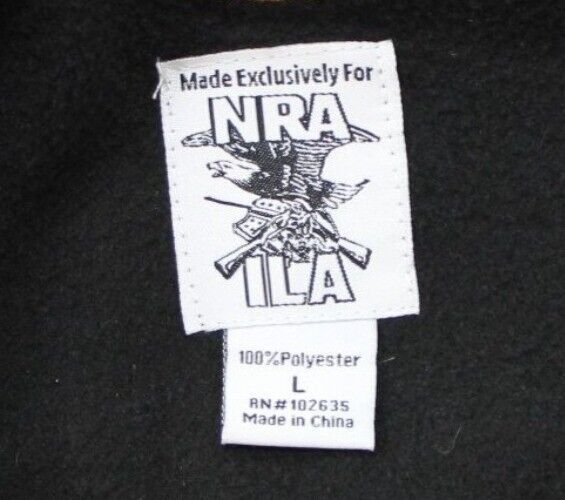 Made Exclusively For
NRA
ILA
100%Polyester
L
RN#102635
Made in China